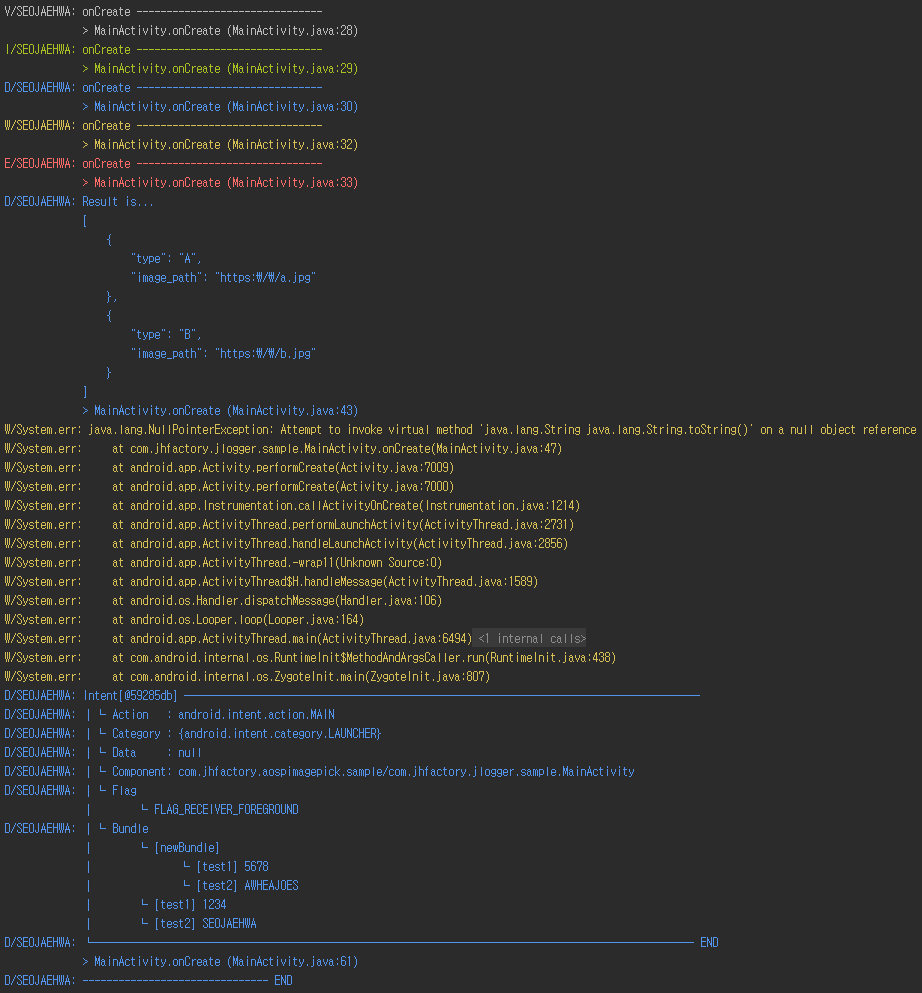 V/SEOJAEHWA: onCreate -------------------------------
> MainActivity.onCreate (MainActivity.java:28)
I/SEOJAEHWA: onCreate -------------------------------
> MainActivity.onCreate (MainActivity.java:29)
D/SEOJAEHWA: onCreate -------------------------------
> MainActivity.onCreate (MainActivity.java:30)
W/SEOJAEHWA: onCreate -------------------------------
> MainActivity.onCreate (MainActivity.java:32)
E/SEOJAEHWA: onCreate -------------------------------
> MainActivity.onCreate (MainActivity.java:33)
D/SEOJAEHWA: Result is...
[
{
"type": "A",
"image_path": "https:₩/₩/a.jpg"
},
{
"type": "B",
"image_path": "https:₩/₩/b.jpg"
}
]
> MainActivity.onCreate (MainActivity.java:43)
W/System.err: java.lang.NullPointerException: Attempt to invoke virtual method 'java.lang.String java.lang.String.toString()' on a null object reference
W/System.err:     at com.jhfactory.jlogger.sample.MainActivity.onCreate(MainActivity.java:47)
W/System.err:     at android.app.Activity.performCreate(Activity.java:7009)
W/System.err:     at android.app.Activity.performCreate(Activity.java:7000)
W/System.err:     at android.app.Instrumentation.callActivityOnCreate(Instrumentation.java:1214)
W/System.err:     at android.app.ActivityThread.performLaunchActivity(ActivityThread.java:2731)
W/System.err:     at android.app.ActivityThread.handleLaunchActivity(ActivityThread.java:2856)
W/System.err:     at android.app.ActivityThread.-wrap11(Unknown Source:0)
W/System.err:     at android.app.ActivityThread$H.handleMessage(ActivityThread.java:1589)
W/System.err:     at android.os.Handler.dispatchMessage(Handler.java:106)
W/System.err:     at android.os.Looper.loop(Looper.java:164)
W/System.err:     at android.app.ActivityThread.main(ActivityThread.java:6494) <1 internal calls>
W/System.err:     at com.android.internal.os.RuntimeInit$MethodAndArgsCaller.run(RuntimeInit.java:438)
W/System.err:     at com.android.internal.os.ZygoteInit.main(ZygoteInit.java:807)
D/SEOJAEHWA: Intent[@59285db] ──────────────────────────────
D/SEOJAEHWA: | └ Action   : android.intent.action.MAIN
D/SEOJAEHWA: | └ Category : {android.intent.category.LAUNCHER}
D/SEOJAEHWA: | └ Data     : null
D/SEOJAEHWA: | └ Component: com.jhfactory.aospimagepick.sample/com.jhfactory.jlogger.sample.MainActivity
D/SEOJAEHWA: | └ Flag
|        └ FLAG_RECEIVER_FOREGROUND
D/SEOJAEHWA: | └ Bundle
|        └ [newBundle]
|               └ [test1] 5678
|               └ [test2] AWHEAJOES
|        └ [test1] 1234
|        └ [test2] SEOJAEHWA
D/SEOJAEHWA: └────────────────────────────── END
> MainActivity.onCreate (MainActivity.java:61)
D/SEOJAEHWA: ------------------------------- END